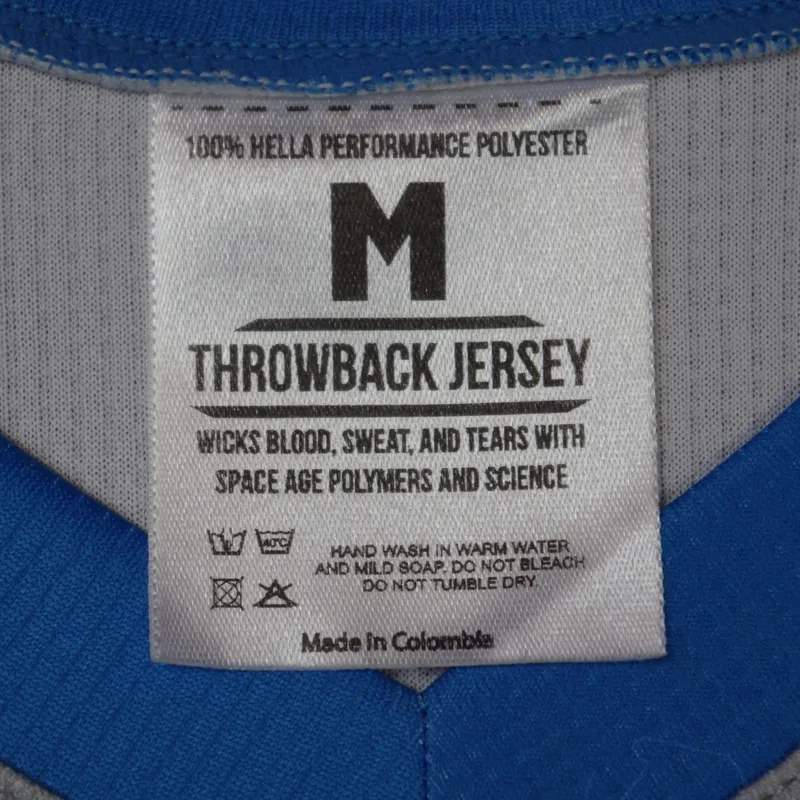 100% HELLA PERFORMANCE POLYESTER
M
THROWBACK JERSEY
WICKS BLOOD, SWEAT, AND TEARS WITH
SPACE AGE POLYMERS AND SCIENCE
40°C
HAND WASH IN WARM WATER
AND MILD SOAP. DO NOT BLEACH
DO NOT TUMBLE DRY.
Made in Colombia